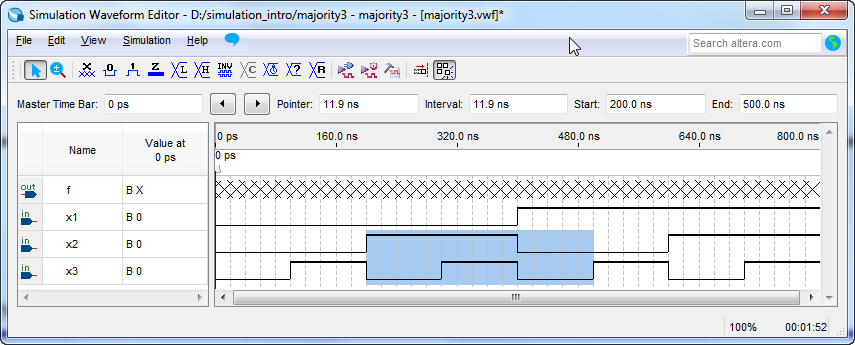 Simulation Waveform Editor - D:/simulation_intro/majority3 - majority3 - [majority3.vwf]*
File Edit View Simulation Help Search altera.com
X 0 1 Z L H INV C ? R
Master Time Bar: 0 ps Pointer: 11.9 ns Interval: 11.9 ns Start: 200.0 ns End: 500.0 ns
Name Value at 0 ps 0 ps 160.0 ns 320.0 ns 480.0 ns 640.0 ns 800.0 ns
0 ps
out f B X
in x1 B 0
in x2 B 0
in x3 B 0
100% 00:01:52